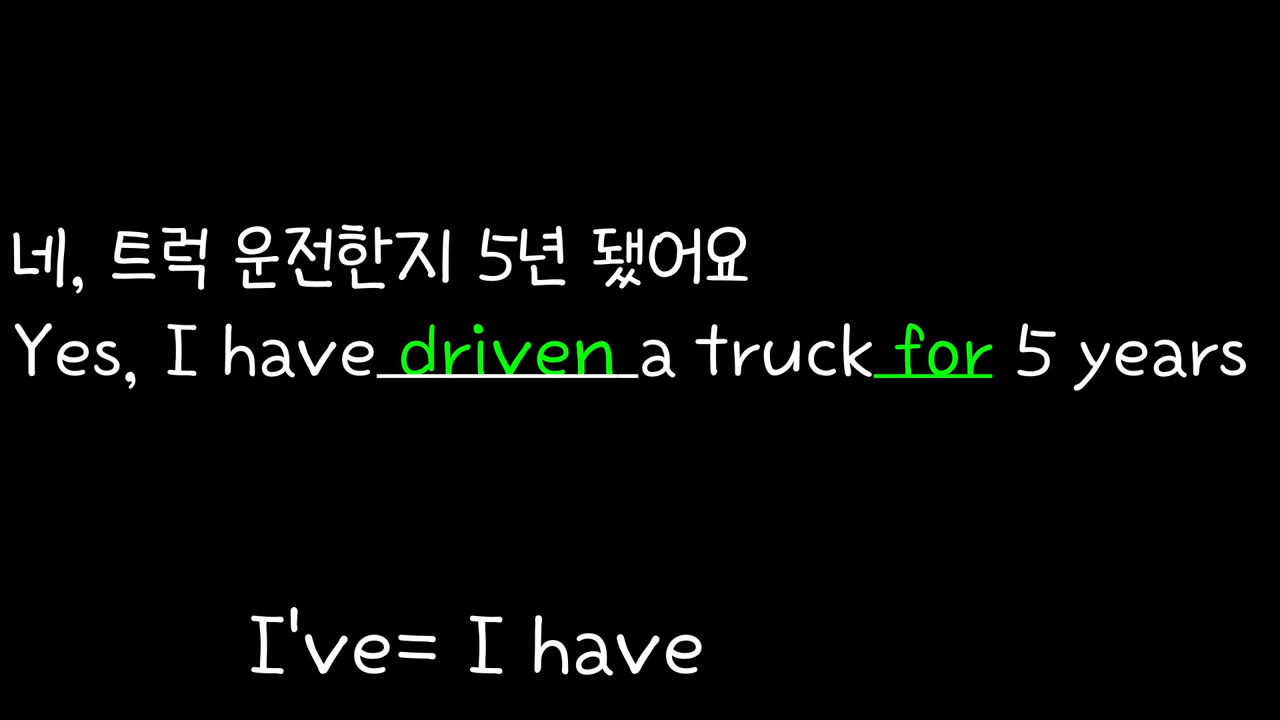 네, 트럭 운전한지 5년 됐어요
Yes, I have driven a truck for 5 years
I've= I have